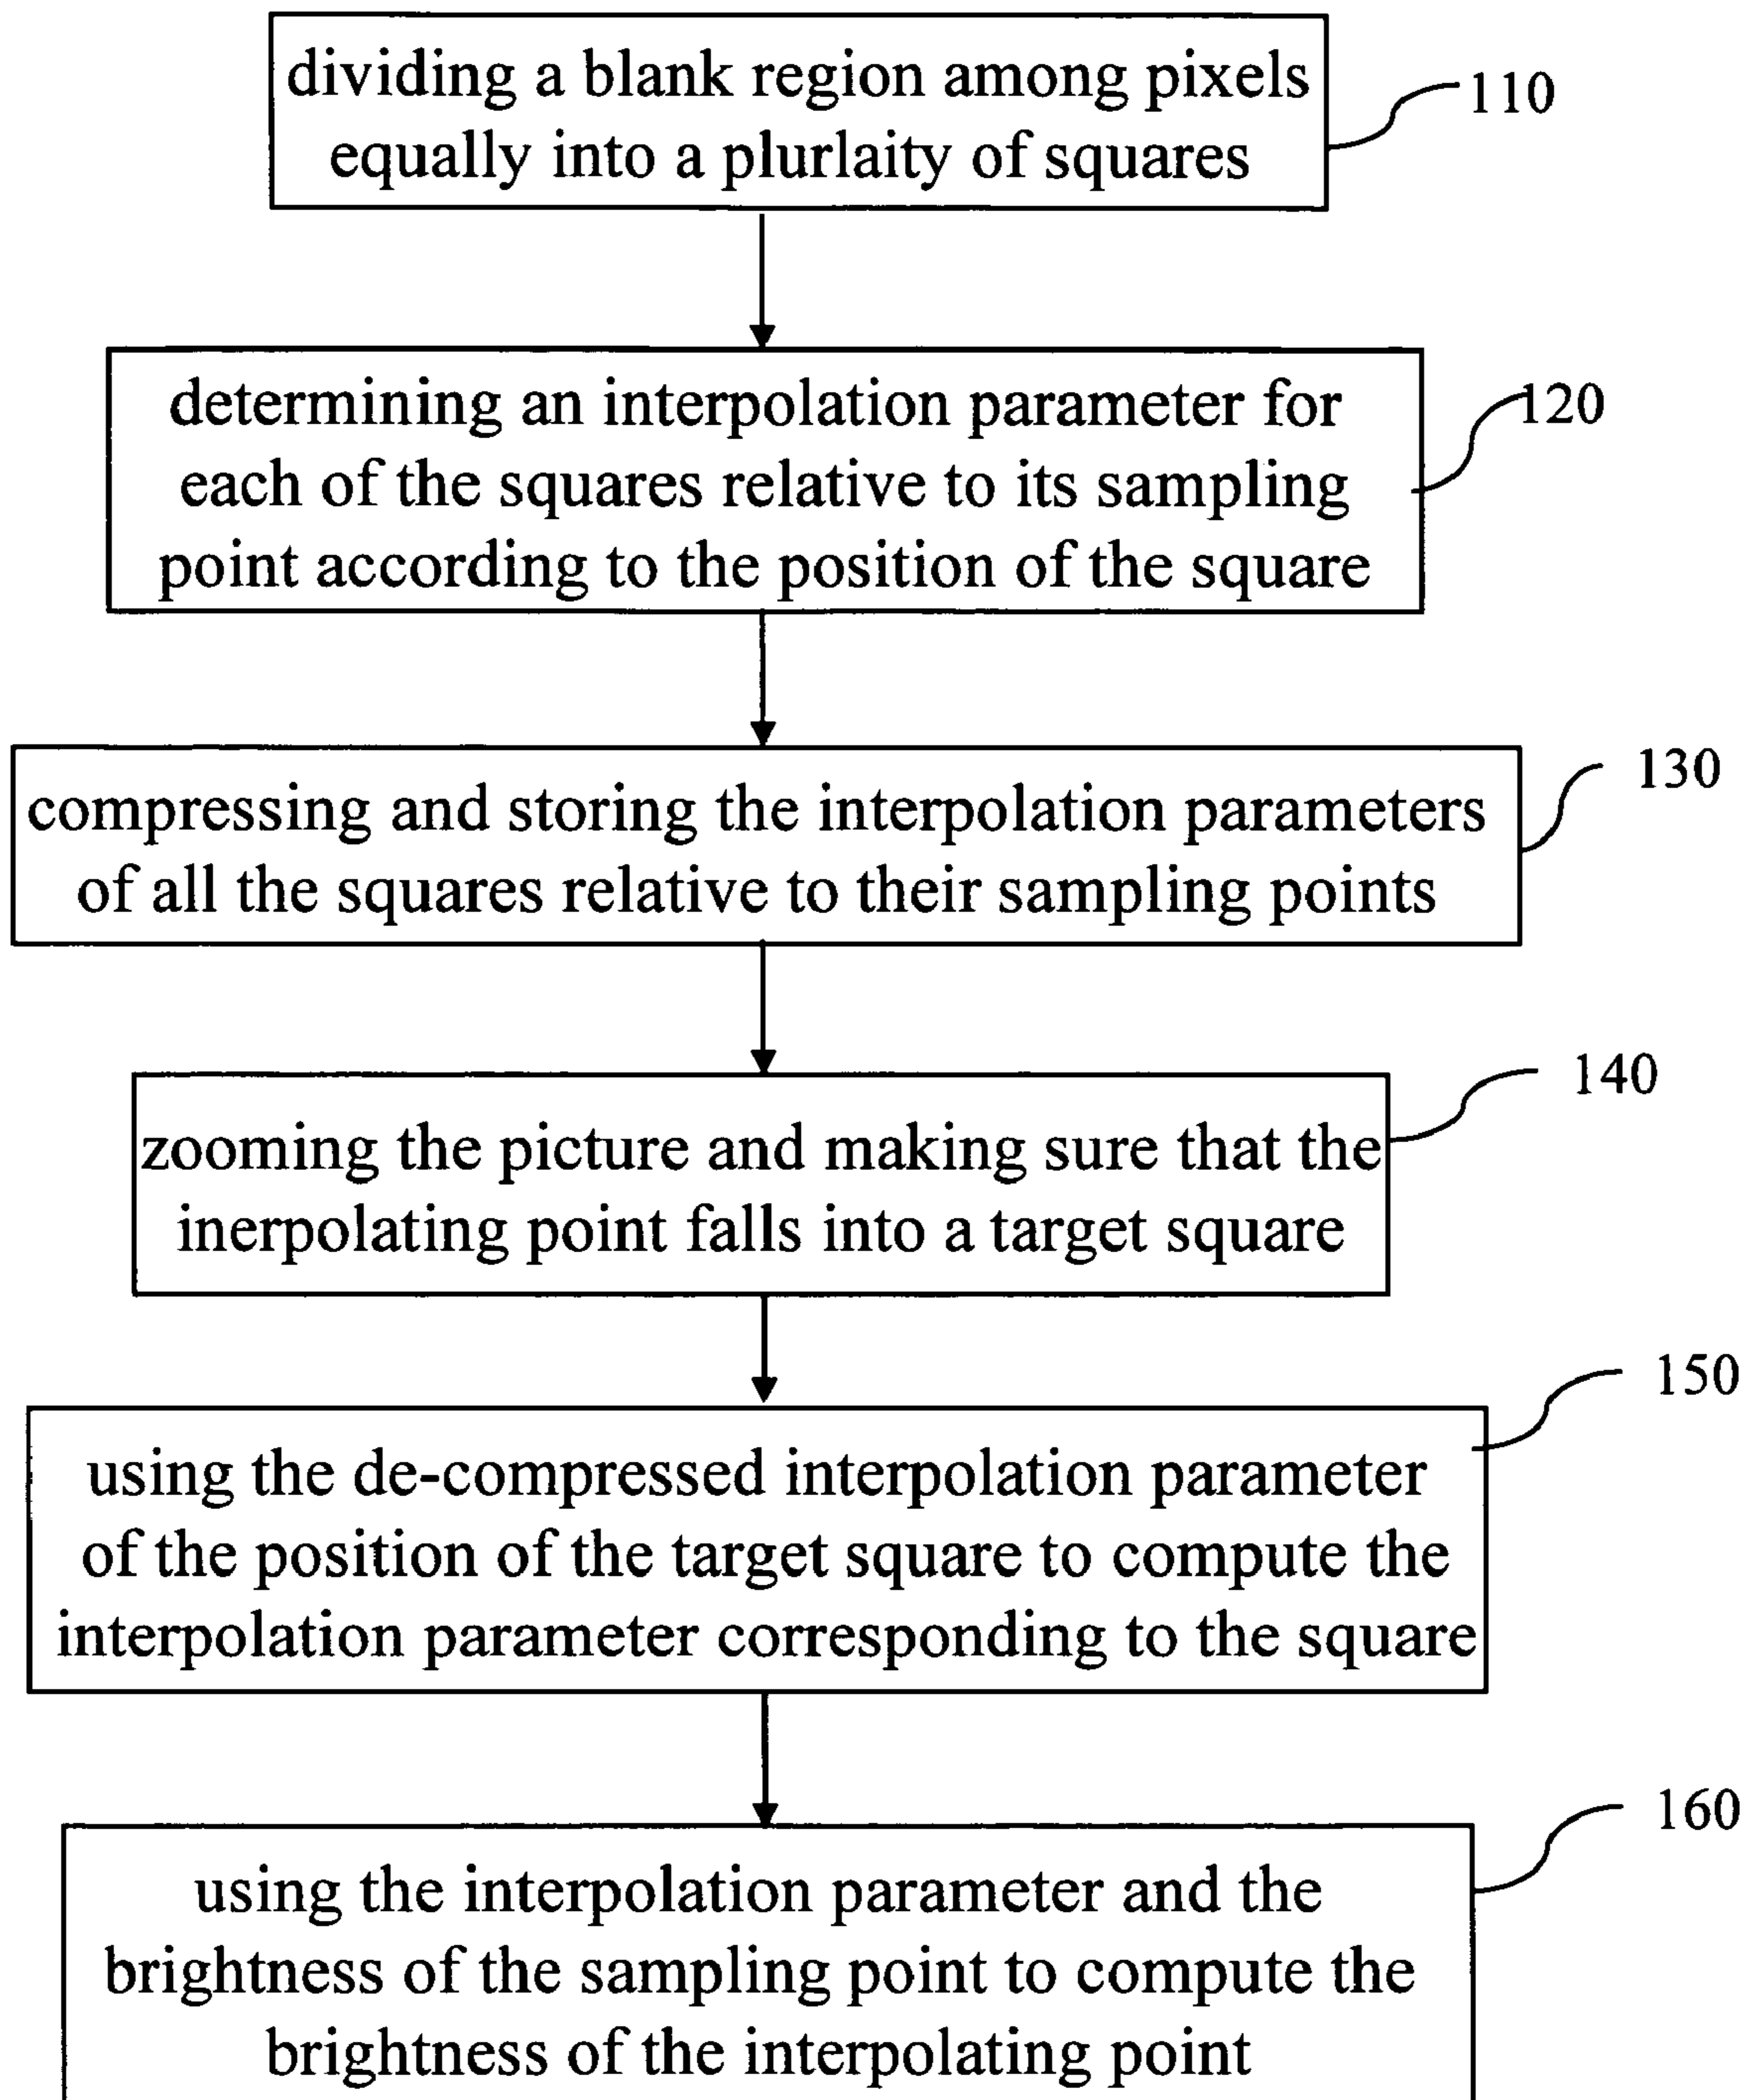 dividing a blank region among pixels
equally into a plurlaity of squares
110
determining an interpolation parameter for
each of the squares relative to its sampling
point according to the position of the square
120
compressing and storing the interpolation parameters
of all the squares relative to their sampling points
130
zooming the picture and making sure that the
inerpolating point falls into a target square
140
using the de-compressed interpolation parameter
of the position of the target square to compute the
interpolation parameter corresponding to the square
150
using the interpolation parameter and the
brightness of the sampling point to compute the
brightness of the interpolating point
160